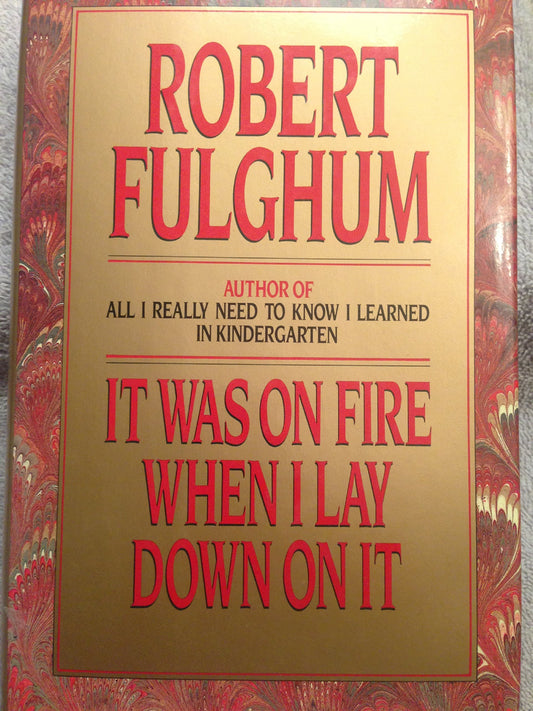 ROBERT
FULGHUM
AUTHOR OF
ALL I REALLY NEED TO KNOW I LEARNED
IN KINDERGARTEN
IT WAS ON FIRE
WHEN I LAY
DOWN ON IT